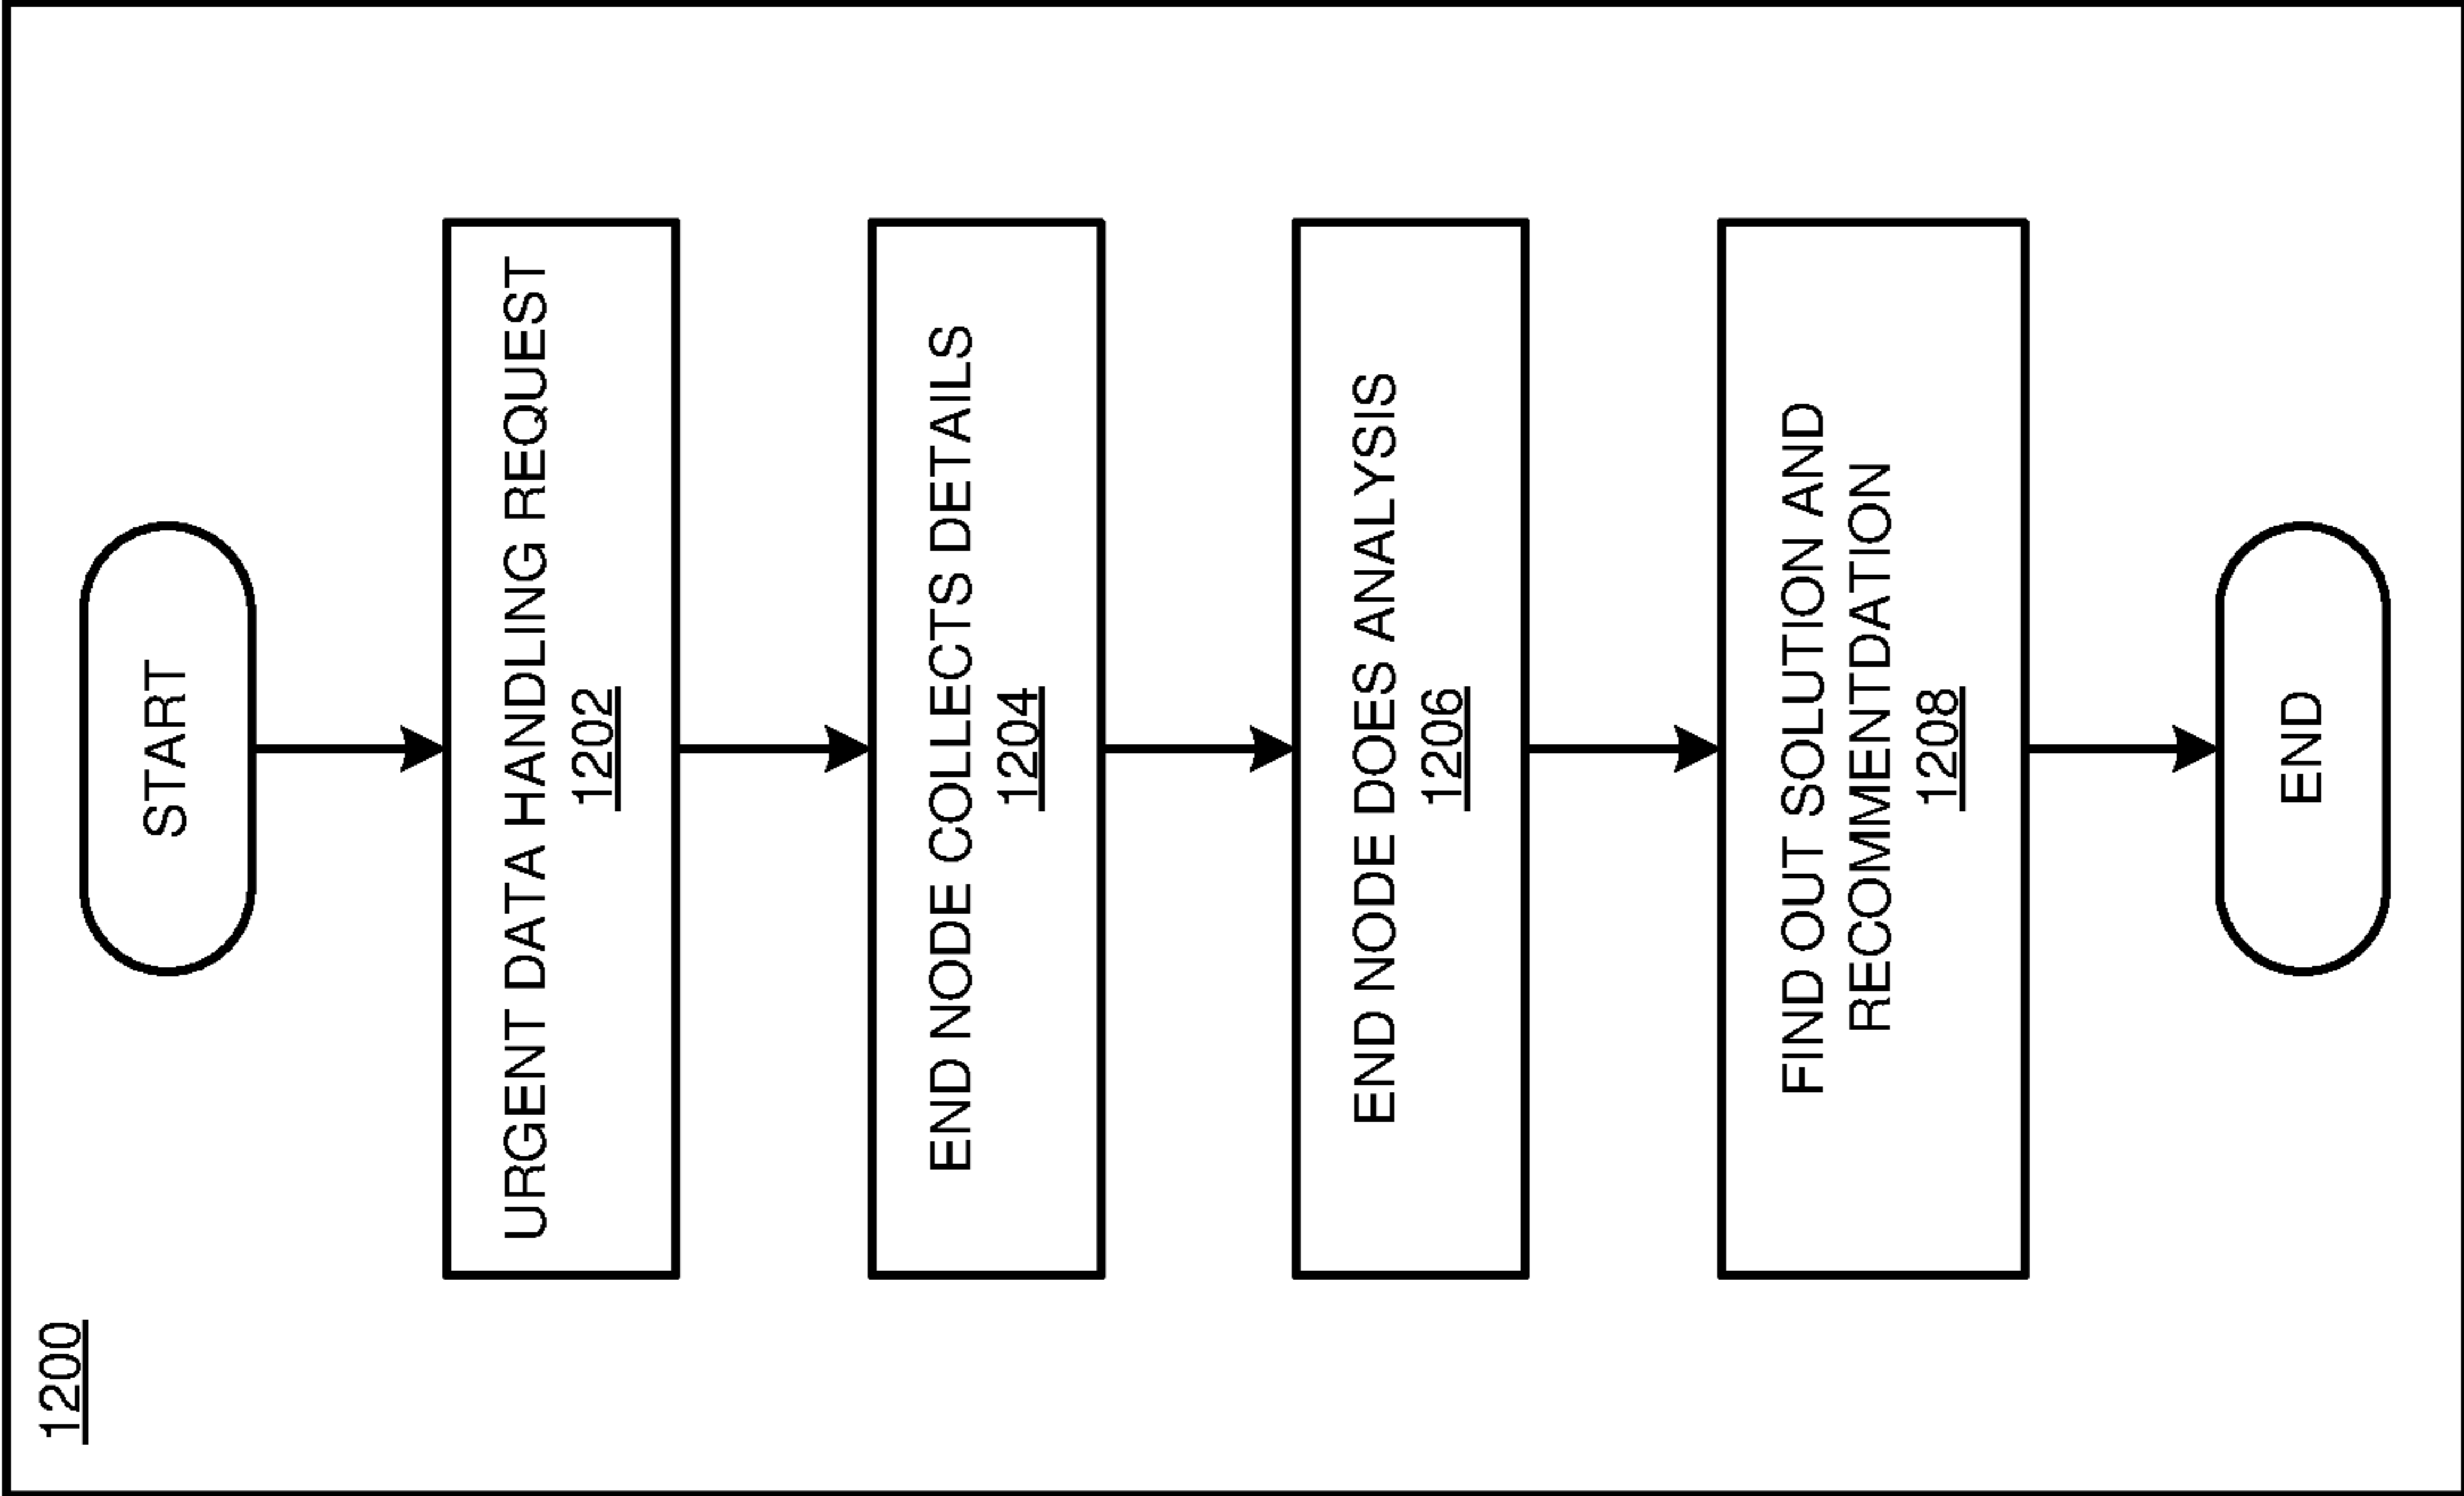 1200
START
URGENT DATA HANDLING REQUEST
1202
END NODE COLLECTS DETAILS
1204
END NODE DOES ANALYSIS
1206
FIND OUT SOLUTION AND
RECOMMENTDATION
1208
END